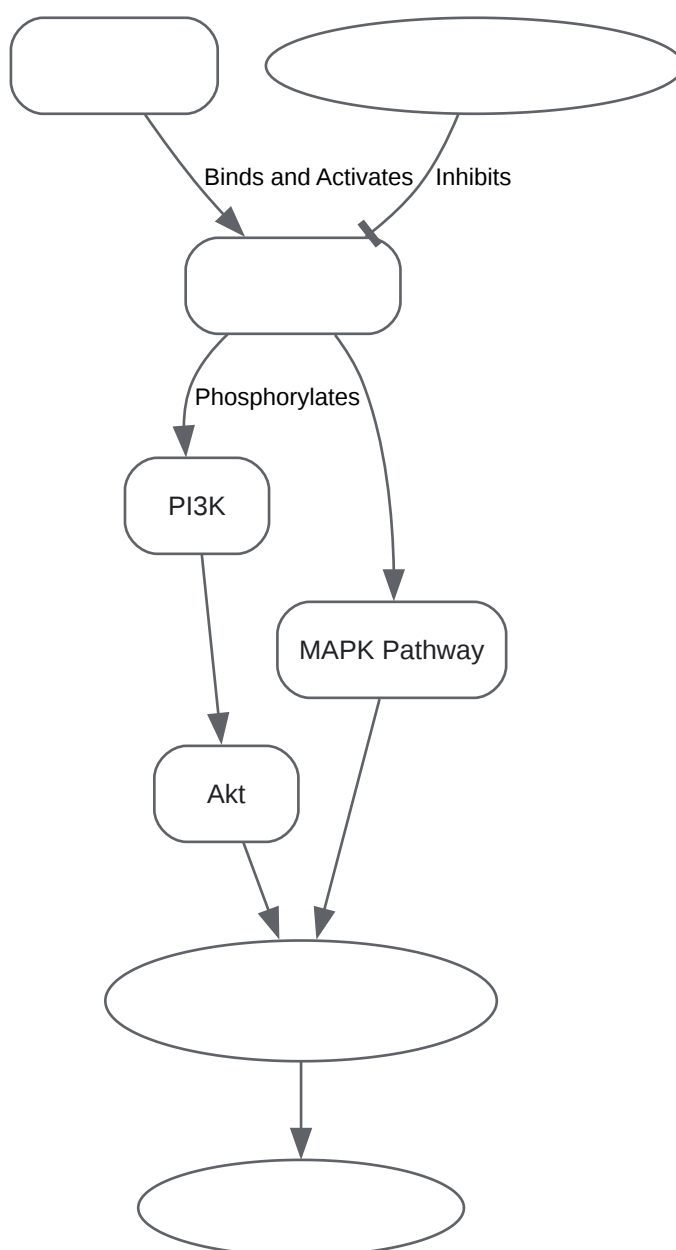 Binds and Activates
Inhibits
Phosphorylates
PI3K
MAPK Pathway
Akt